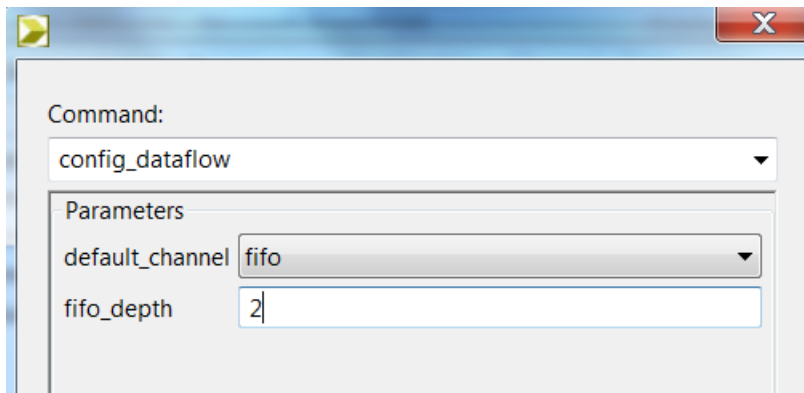 Command:
config_dataflow
Parameters
default_channel fifo
fifo_depth 2